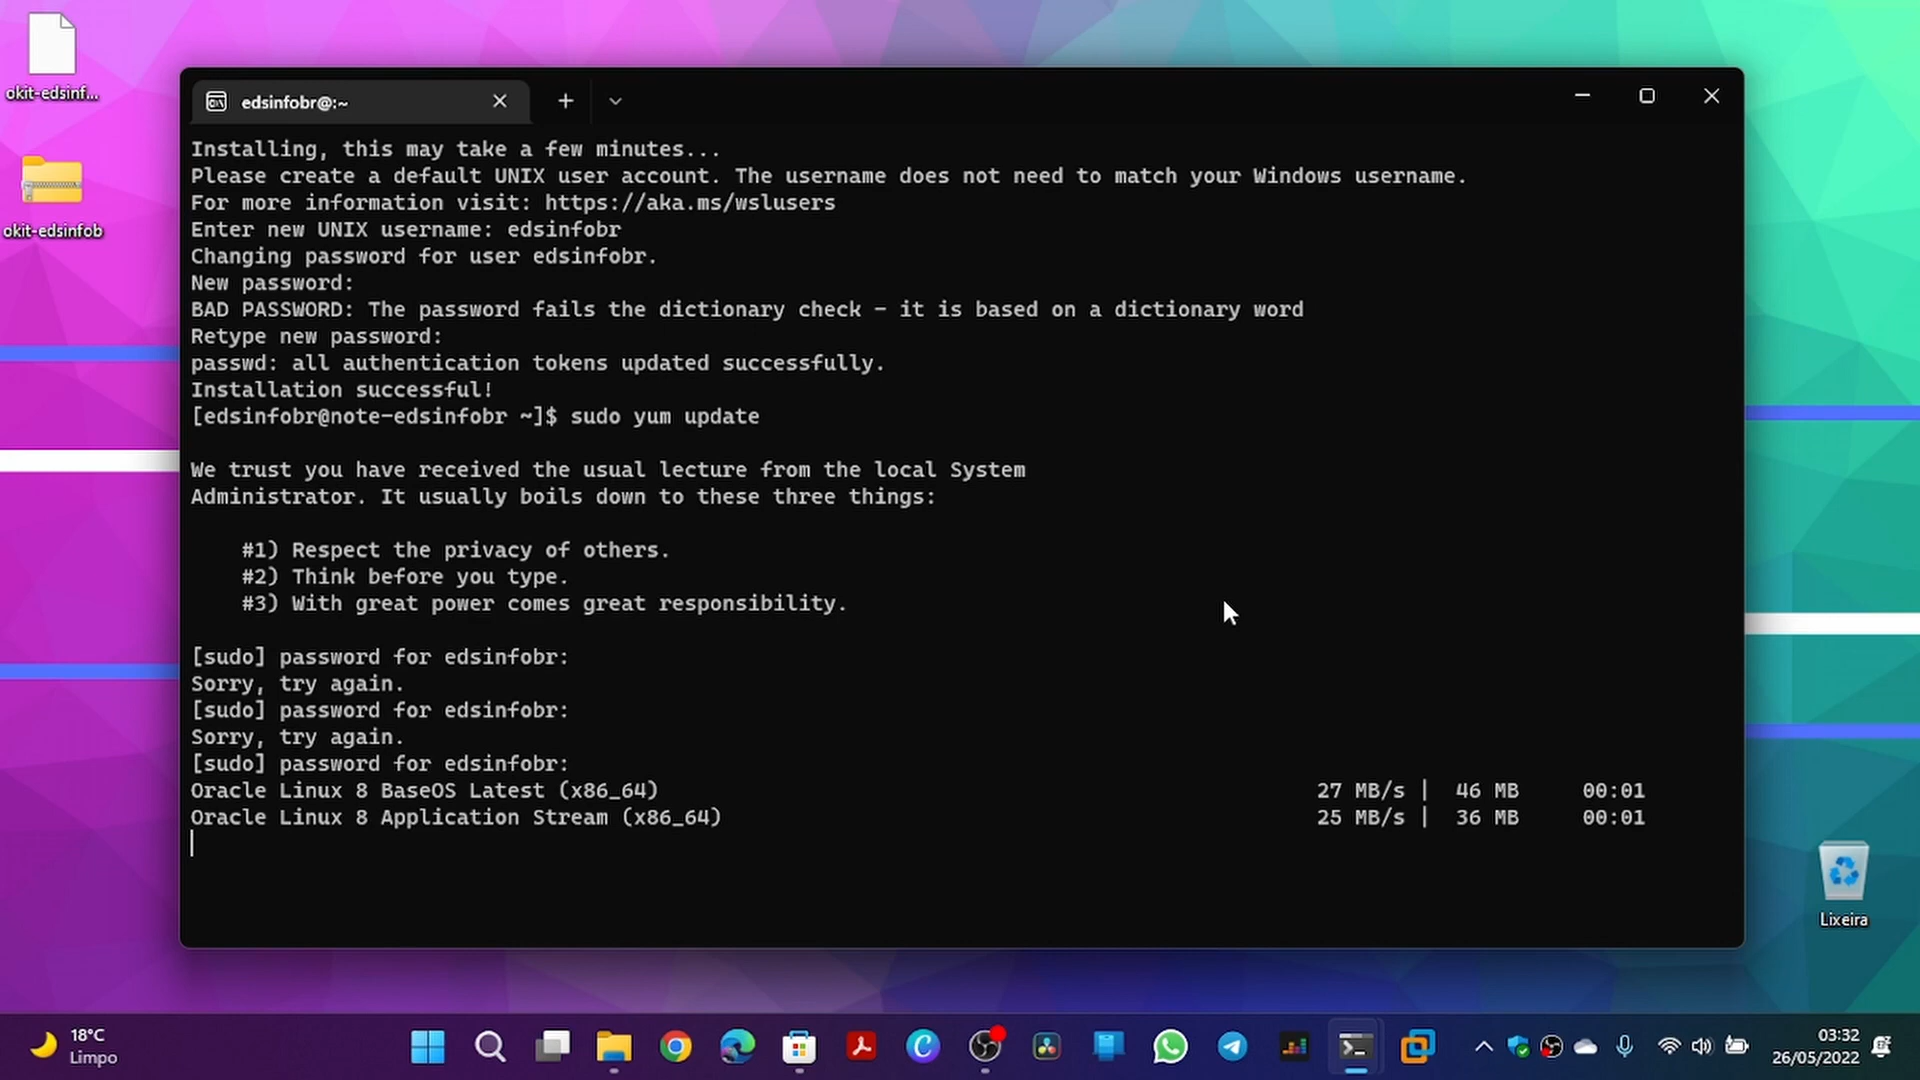 okit-edsinf...
okit-edsinfob
edsinfobr@:~
Installing, this may take a few minutes...
Please create a default UNIX user account. The username does not need to match your Windows username.
For more information visit: https://aka.ms/wslusers
Enter new UNIX username: edsinfobr
Changing password for user edsinfobr.
New password:
BAD PASSWORD: The password fails the dictionary check - it is based on a dictionary word
Retype new password:
passwd: all authentication tokens updated successfully.
Installation successful!
[edsinfobr@note-edsinfobr ~]$ sudo yum update
We trust you have received the usual lecture from the local System
Administrator. It usually boils down to these three things:
#1) Respect the privacy of others.
#2) Think before you type.
#3) With great power comes great responsibility.
[sudo] password for edsinfobr:
Sorry, try again.
[sudo] password for edsinfobr:
Sorry, try again.
[sudo] password for edsinfobr:
Oracle Linux 8 BaseOS Latest (x86_64) 27 MB/s | 46 MB 00:01
Oracle Linux 8 Application Stream (x86_64) 25 MB/s | 36 MB 00:01
Lixeira
18°C
Limpo
03:32
26/05/2022